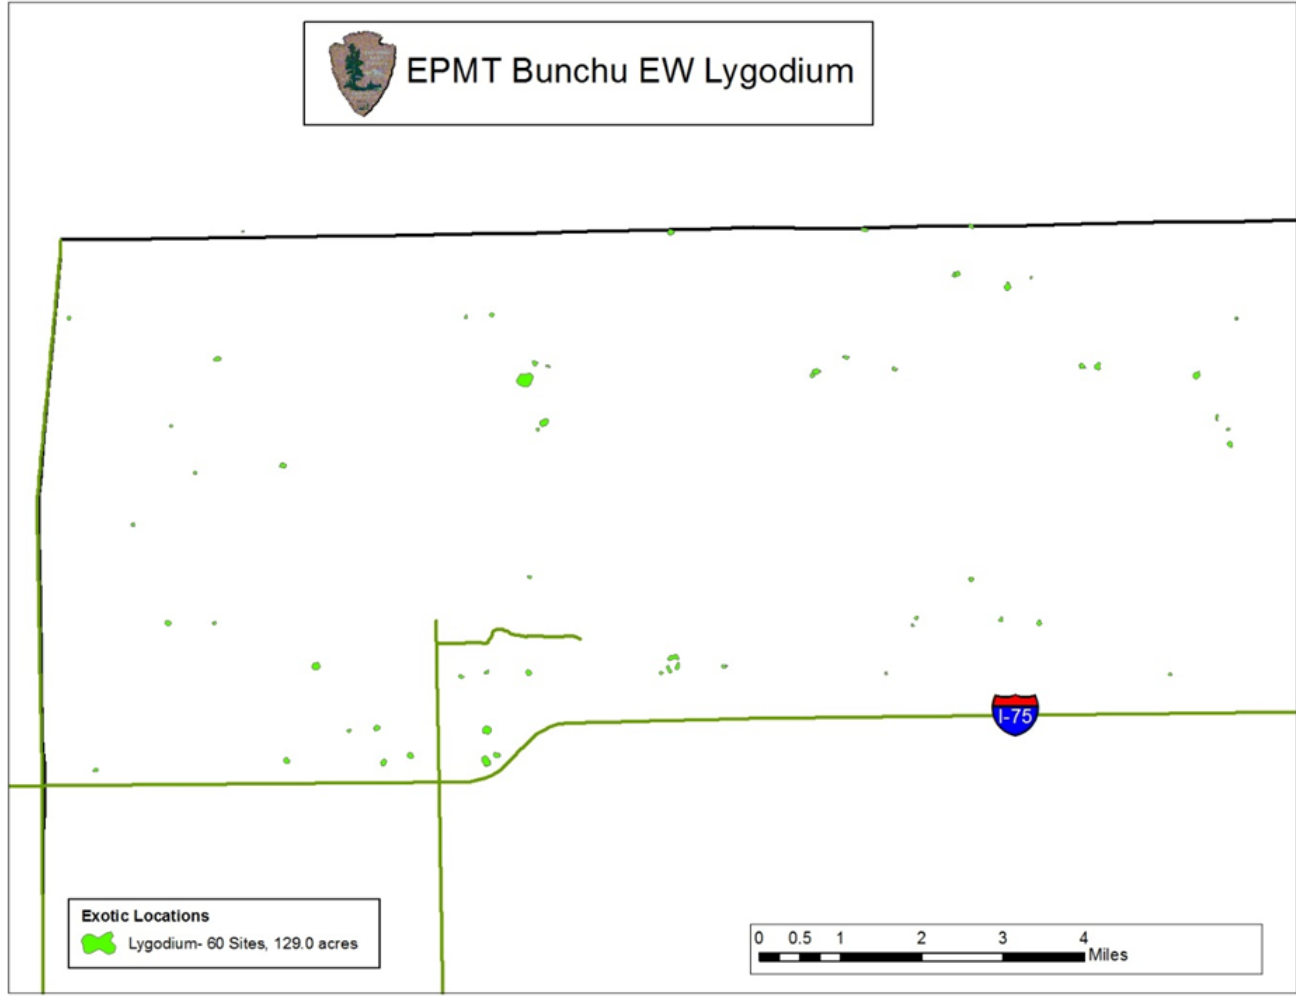 EPMT Bunchu EW Lygodium
I-75
Exotic Locations
Lygodium- 60 Sites, 129.0 acres
0 0.5 1 2 3 4
Miles